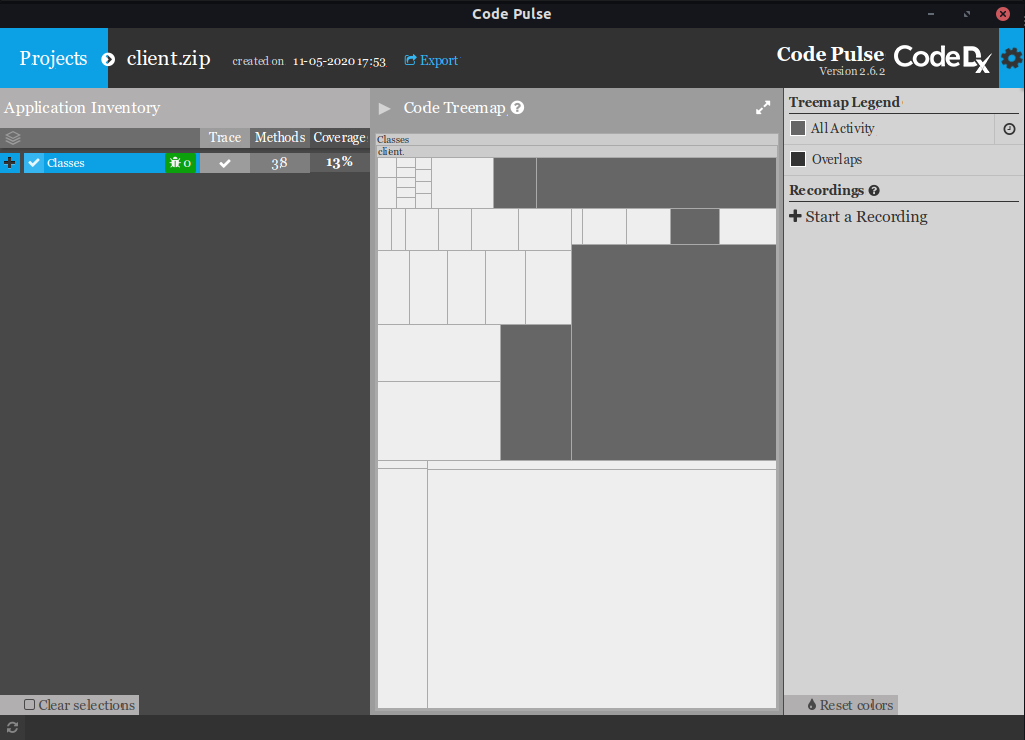 Code Pulse
Projects
client.zip
created on 11-05-2020 17:53
Export
Code Pulse
Version 2.6.2
CodeDx
Application Inventory
Trace Methods Coverage
Classes 0 38 13%
Clear selections
Code Treemap
Classes
client.
Treemap Legend
All Activity
Overlaps
Recordings
Start a Recording
Reset colors